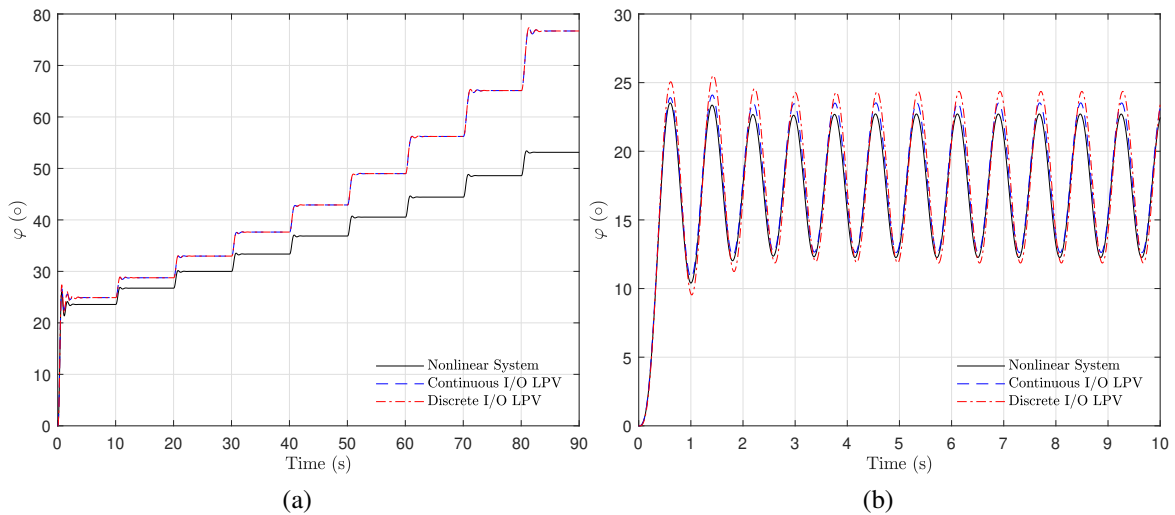 80
70
60
50
40
30
20
10
0
φ (○)
0 10 20 30 40 50 60 70 80 90
Time (s)
Nonlinear System
Continuous I/O LPV
Discrete I/O LPV
(a)
30
25
20
15
10
5
0
φ (○)
0 1 2 3 4 5 6 7 8 9 10
Time (s)
Nonlinear System
Continuous I/O LPV
Discrete I/O LPV
(b)